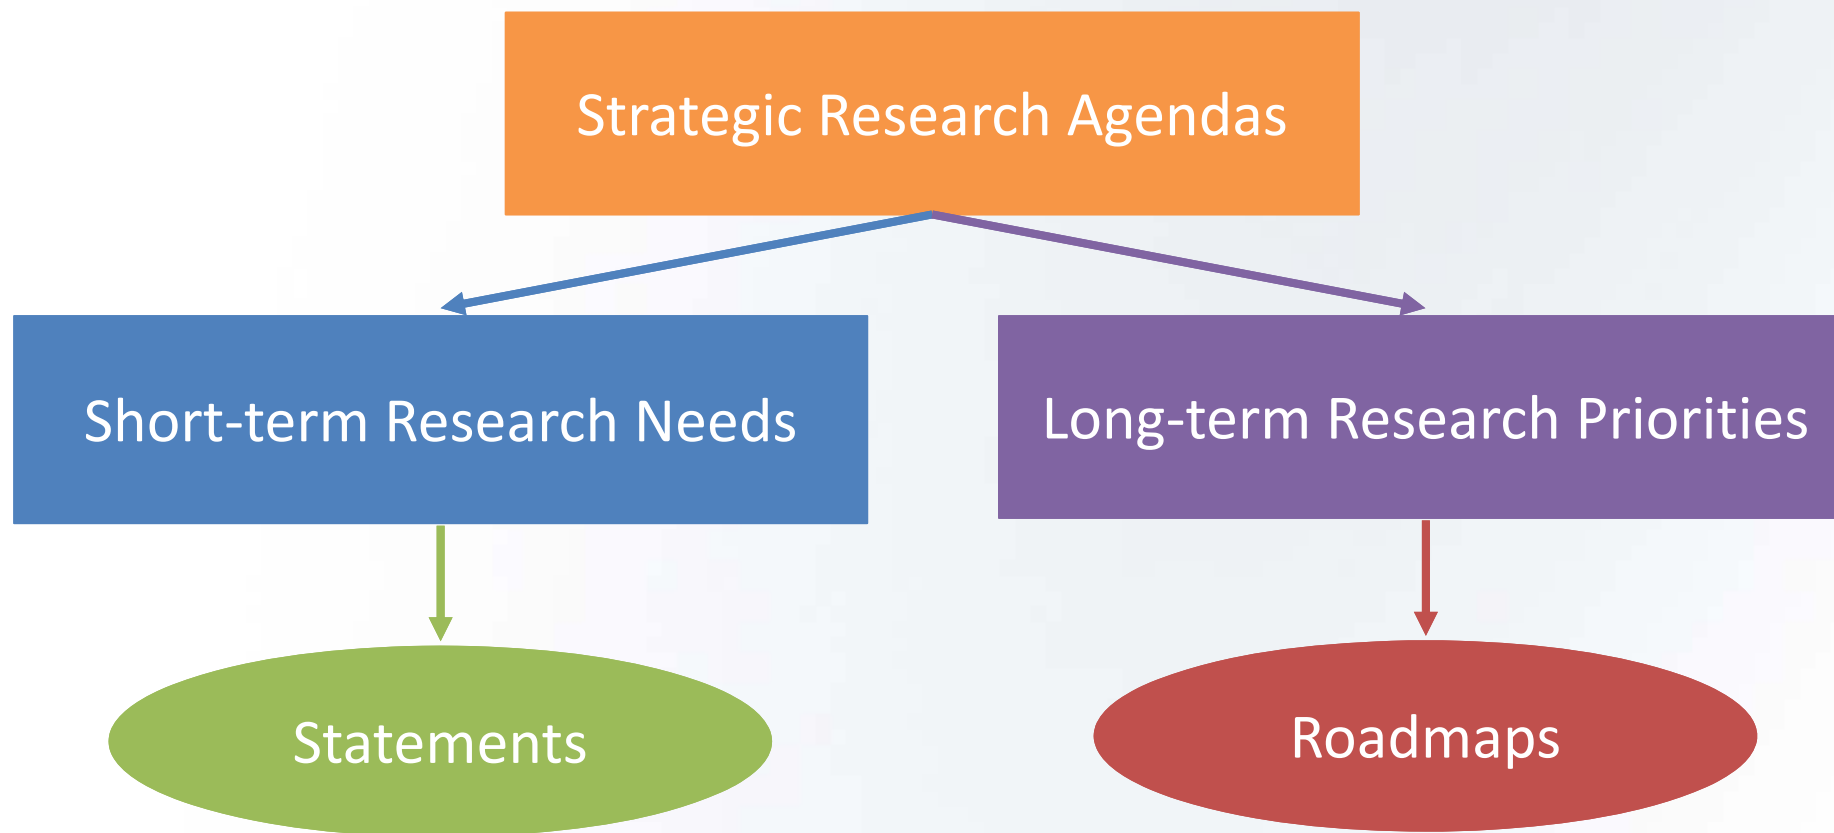 Strategic Research Agendas
Short-term Research Needs
Long-term Research Priorities
Statements
Roadmaps